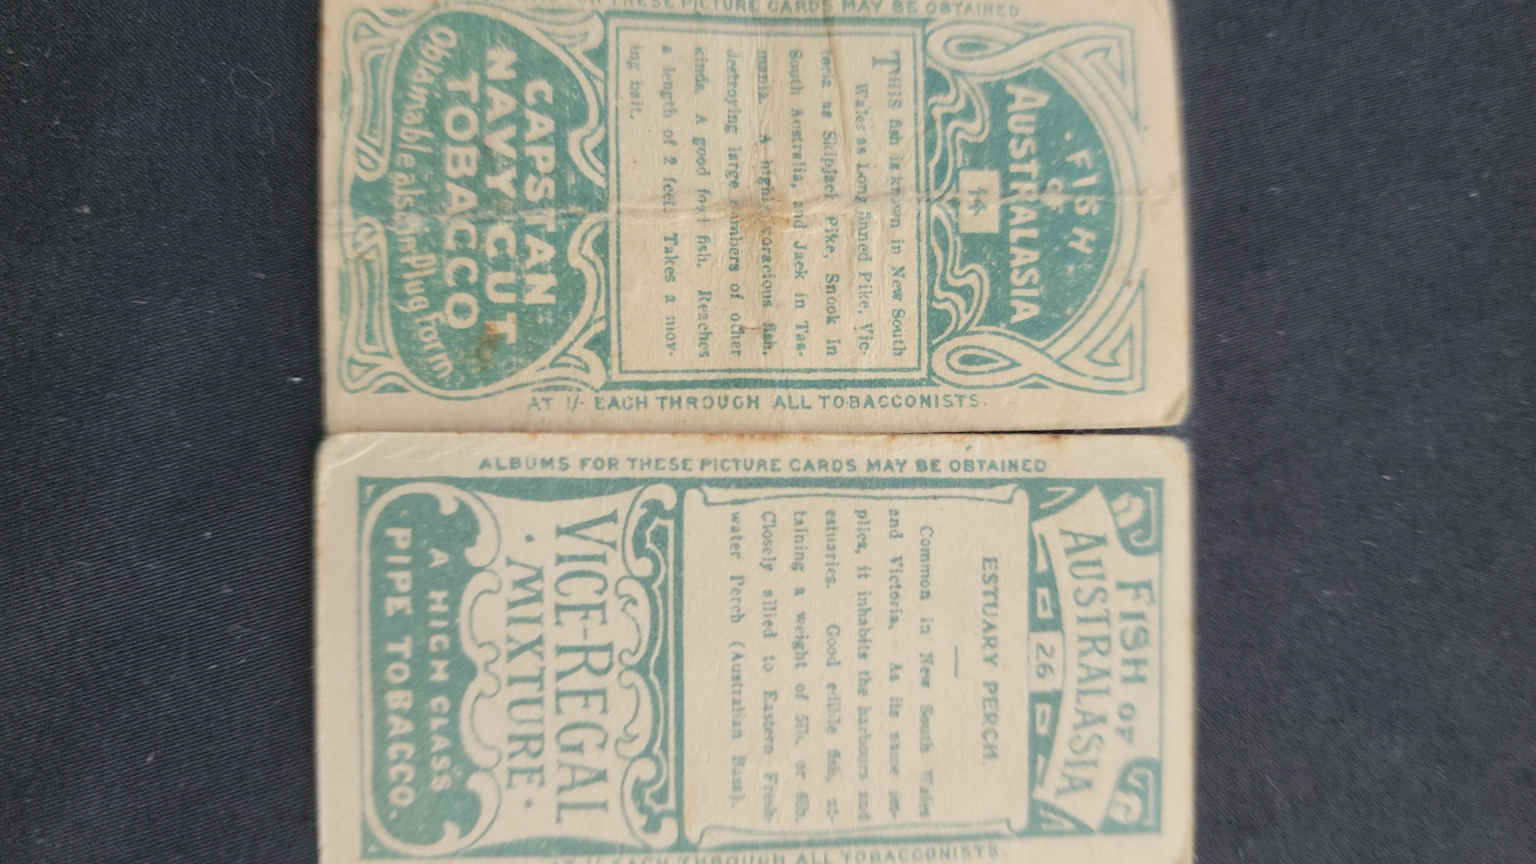 THESE PICTURE CARDS MAY BE OBTAINED
FISH
OF
AUSTRALASIA
THIS fish is known in New South
Wales as Long finned Pike, Vic-
toria as Skipjack Pike, Snook in
South Australia, and Jack in Tas-
mania. A highly voracious fish,
destroying large numbers of other
kinds. A good food fish. Reaches
a length of 2 feet. Takes a mov-
ing bait.
CAPSTAN
NAVY CUT
TOBACCO
Obtainable also in Plug form
AT 1/- EACH THROUGH ALL TOBACCONISTS.
ALBUMS FOR THESE PICTURE CARDS MAY BE OBTAINED
FISH OF
AUSTRALASIA
26
ESTUARY PERCH.
Common in New South Wales
and Victoria. As its name im-
plies, it inhabits the harbours and
estuaries. Good edible fish, at-
taining a weight of 5lb. or 6lb.
Closely allied to Eastern Fresh-
water Perch (Australian Bass).
VICE-REGAL
· MIXTURE ·
A HIGH CLASS
PIPE TOBACCO.
EACH THROUGH ALL TOBACCONISTS.